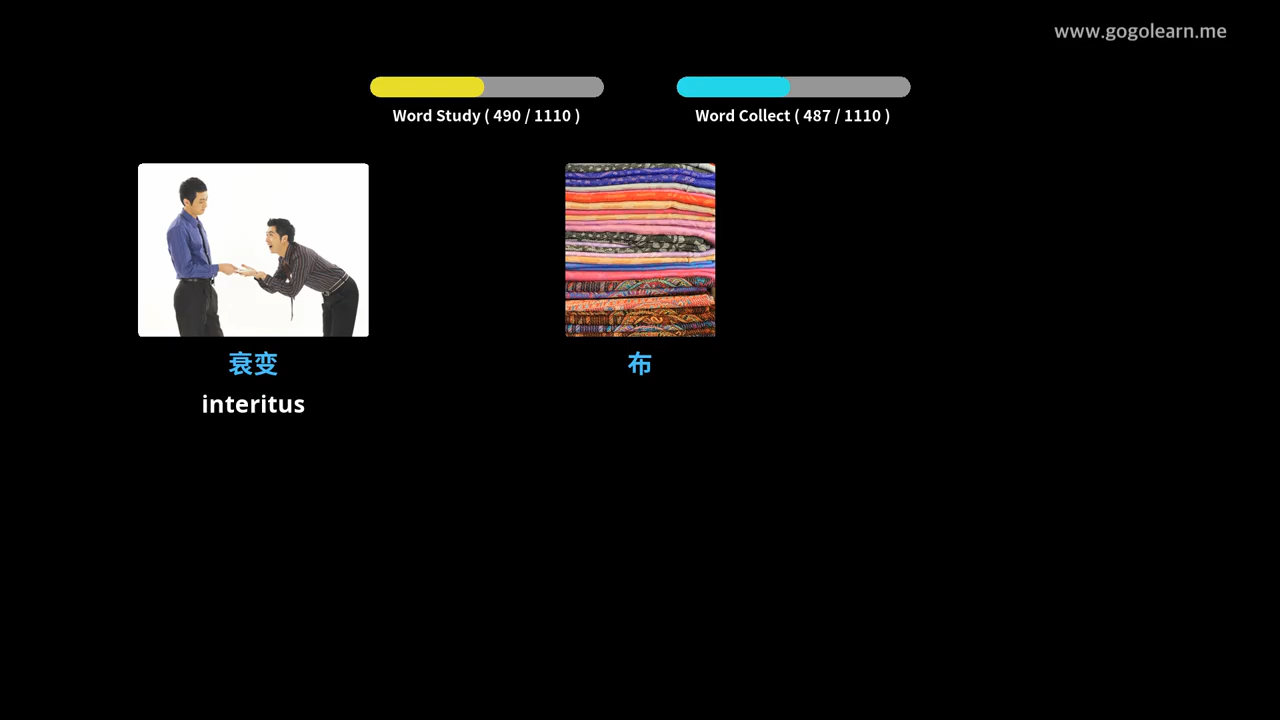 www.gogolearn.me
Word Study ( 490 / 1110 )
Word Collect ( 487 / 1110 )
衰变
interitus
布